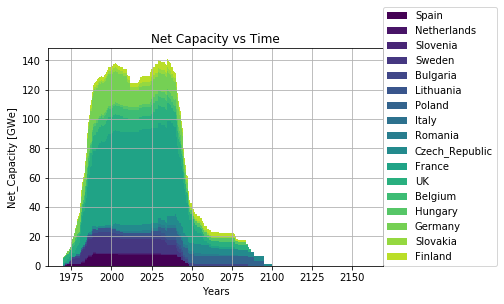 Net Capacity vs Time
Net_Capacity [GWe]
140
120
100
80
60
40
20
0
1975 2000 2025 2050 2075 2100 2125 2150
Years
Spain
Netherlands
Slovenia
Sweden
Bulgaria
Lithuania
Poland
Italy
Romania
Czech_Republic
France
UK
Belgium
Hungary
Germany
Slovakia
Finland